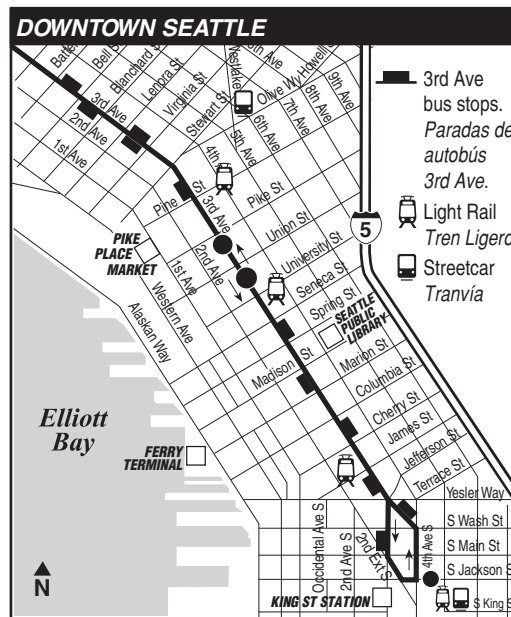 DOWNTOWN SEATTLE
Bell St
Blanchard St
Lenora St
Virginia St
Stewart St
Westlake
Olive Wy
Howell St
9th Ave
8th Ave
7th Ave
6th Ave
5th Ave
4th
3rd Ave
2nd Ave
1st Ave
3rd Ave
bus stops.
Paradas de
autobús
3rd Ave.
Light Rail
Tren Ligero
Streetcar
Tranvía
5
Pine St
Pike St
Union St
University St
Seneca St
Spring St
3rd Ave
2nd Ave
1st Ave
Western Ave
Alaskan Way
PIKE
PLACE
MARKET
SEATTLE
PUBLIC
LIBRARY
Madison St
Marion St
Columbia St
Cherry St
James St
Jefferson St
Terrace St
Yesler Way
Elliott
Bay
FERRY
TERMINAL
S Wash St
S Main St
S Jackson S
S King S
Occidental Ave S
2nd Ave S
2nd Ext S
4th Ave S
KING ST STATION
N